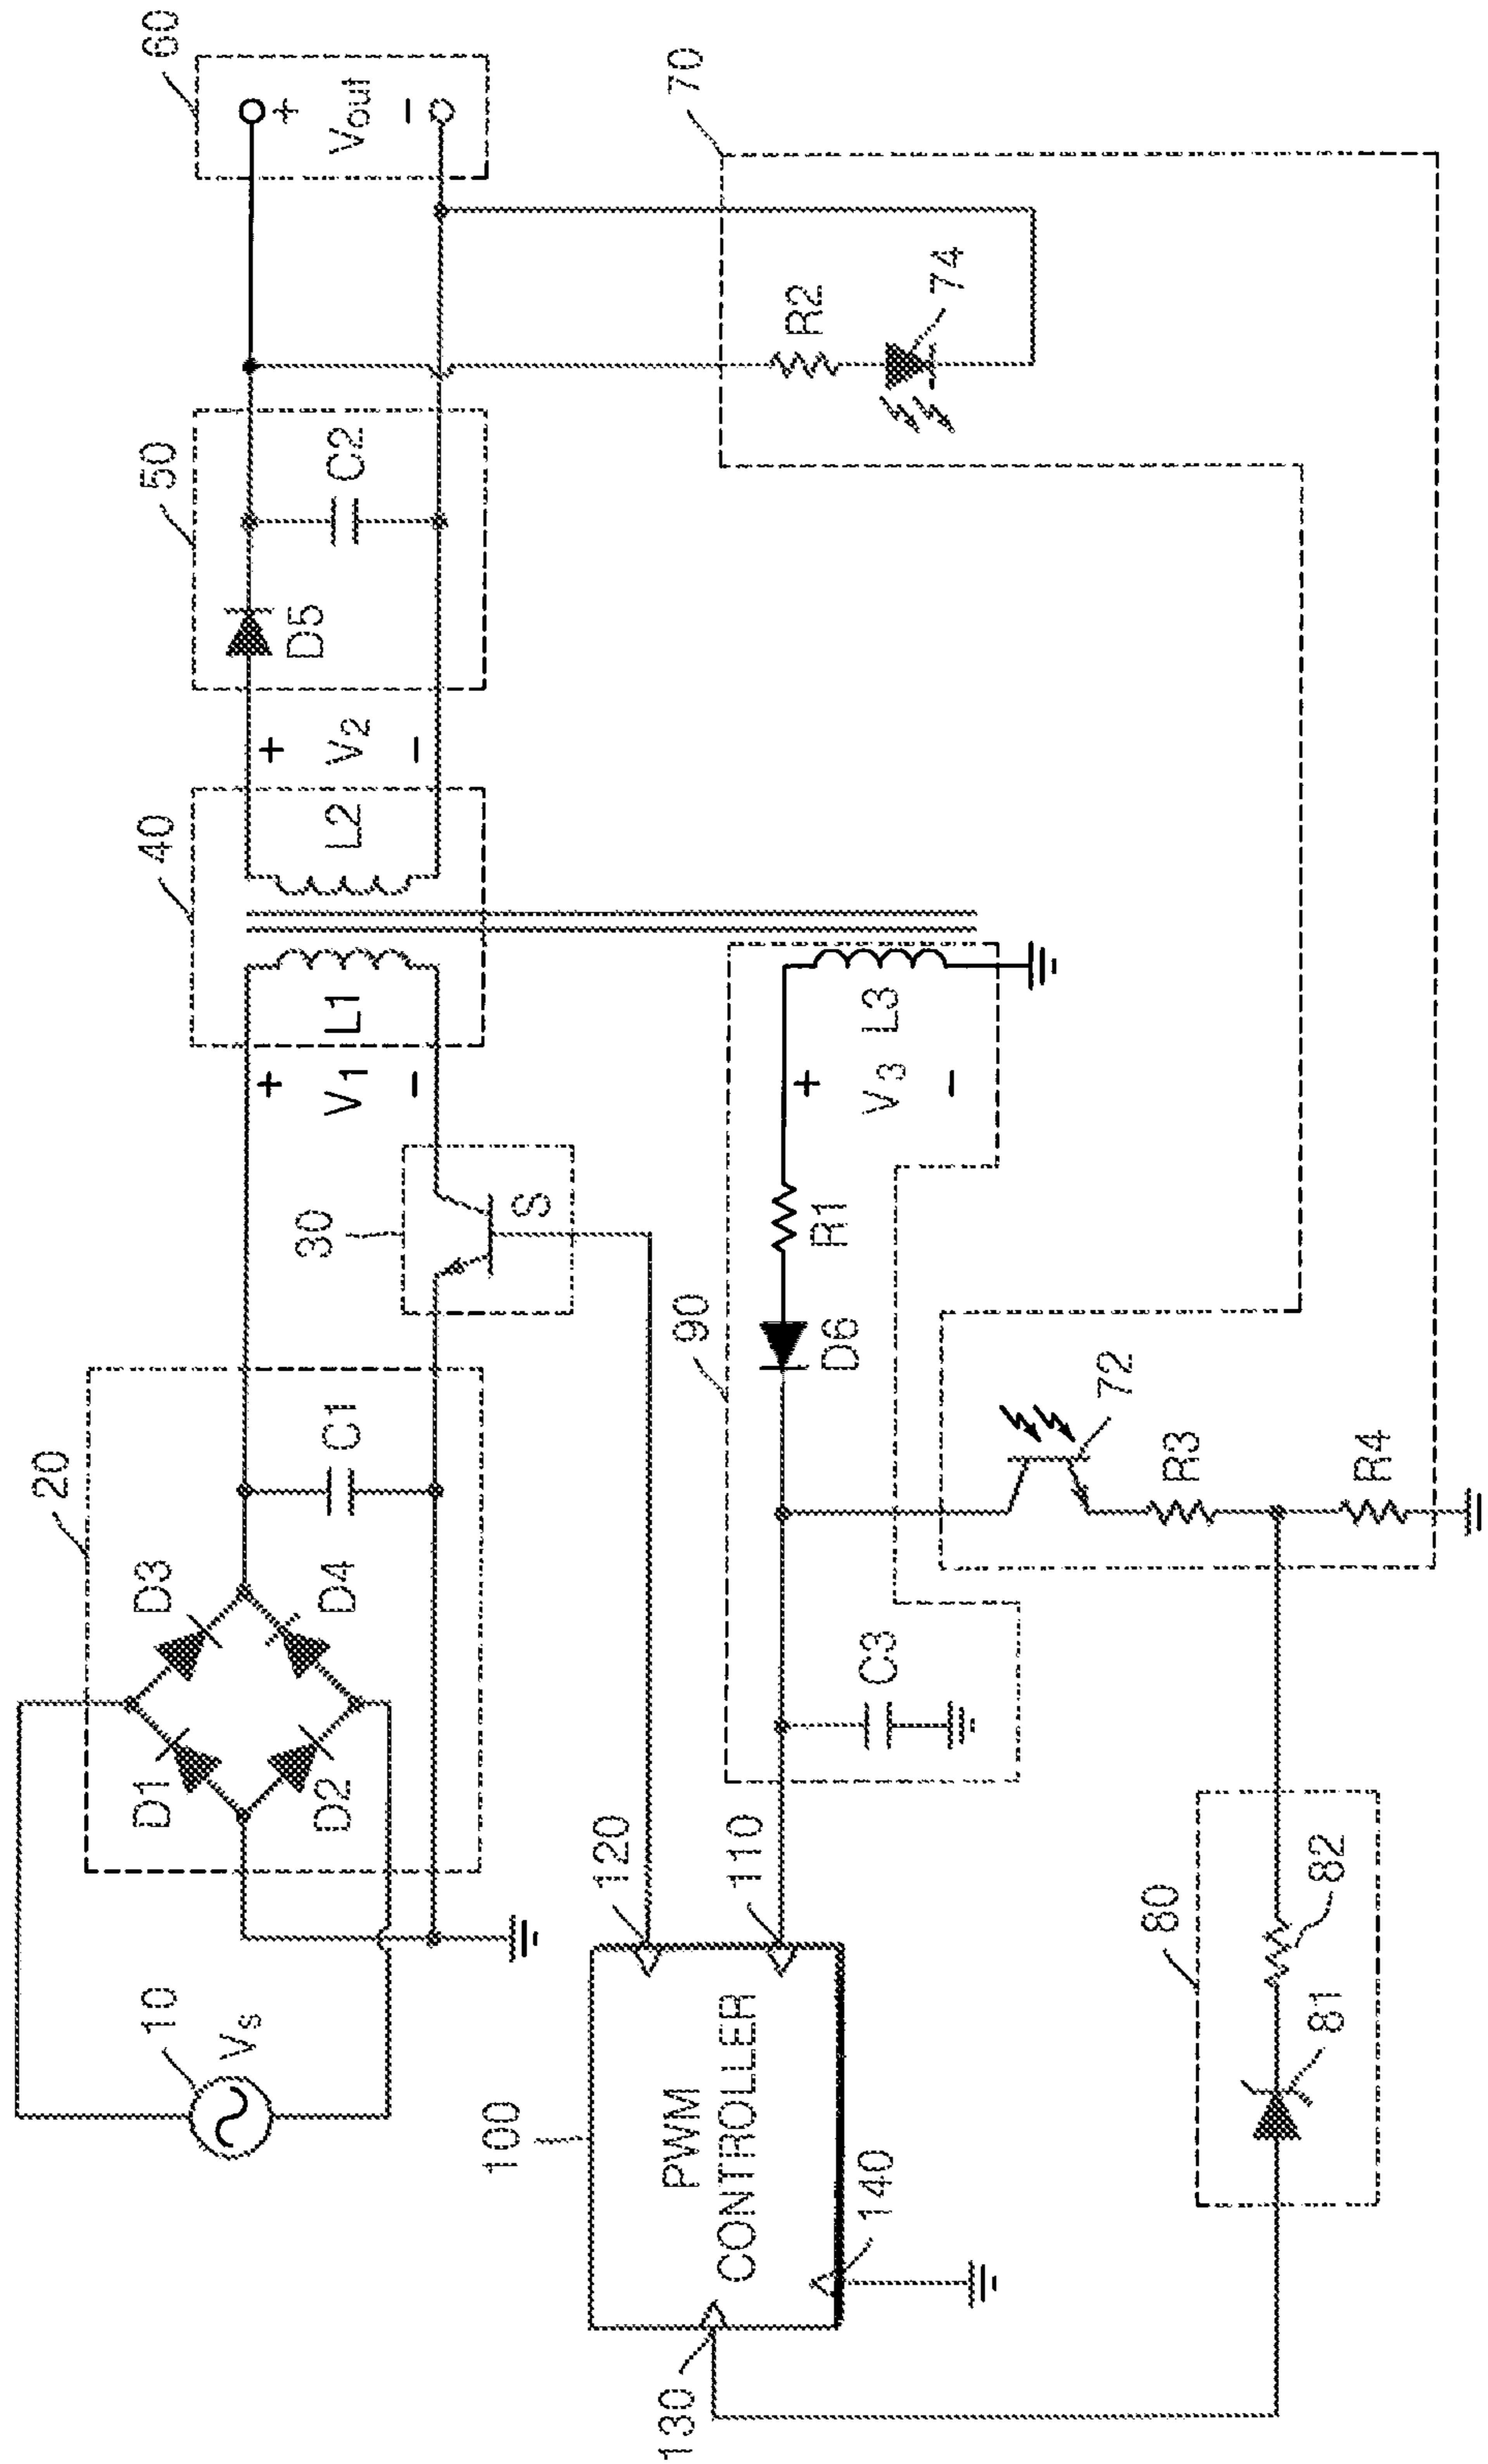 10
Vs
20
D1
D3
D2
D4
C1
30
S
40
V1
L1
L2
V2
50
D5
C2
60
Vout
+
-
+
-
+
-
100
PWM
CONTROLLER
120
110
130
140
90
C3
D6
R1
V3
L3
+
-
70
72
R3
R4
R2
74
80
81
82